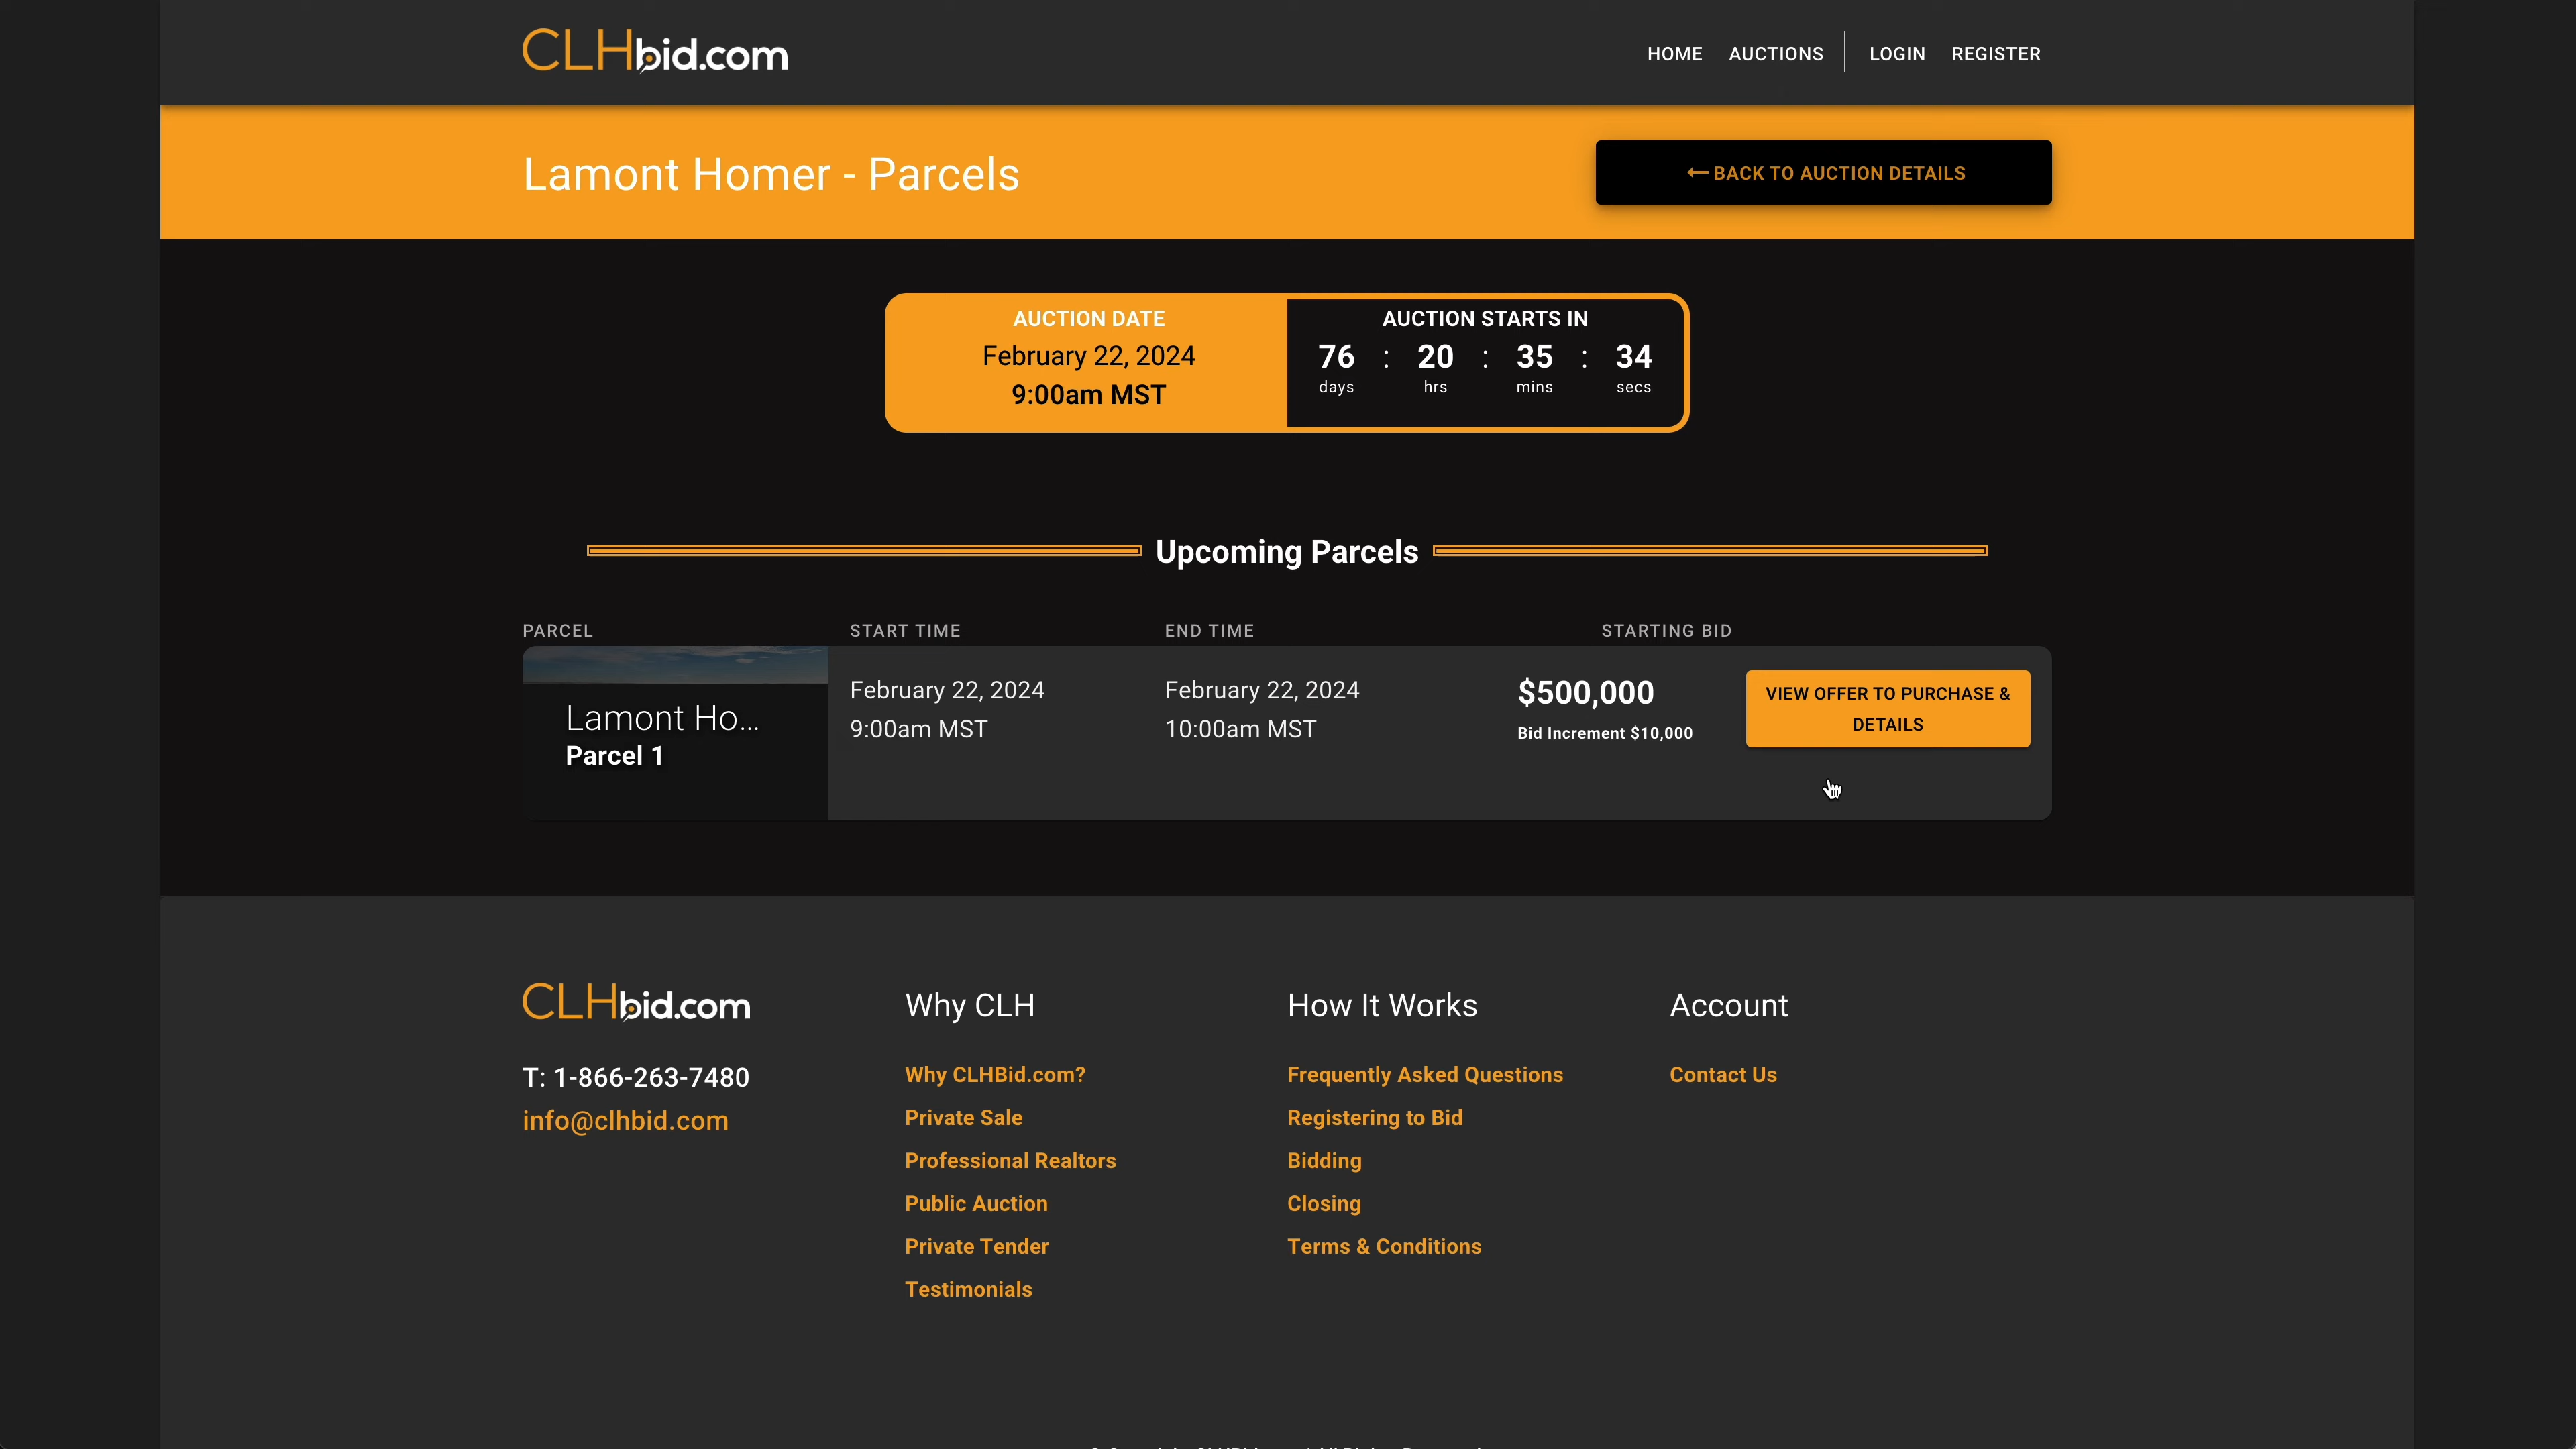 CLHbid.com
HOME AUCTIONS LOGIN REGISTER
Lamont Homer - Parcels
BACK TO AUCTION DETAILS
AUCTION DATE
February 22, 2024
9:00am MST
AUCTION STARTS IN
76 : 20 : 35 : 34
days hrs mins secs
Upcoming Parcels
PARCEL START TIME END TIME STARTING BID
Lamont Ho...
Parcel 1
February 22, 2024
9:00am MST
February 22, 2024
10:00am MST
$500,000
Bid Increment $10,000
VIEW OFFER TO PURCHASE &
DETAILS
CLHbid.com
T: 1-866-263-7480
info@clhbid.com
Why CLH
Why CLHBid.com?
Private Sale
Professional Realtors
Public Auction
Private Tender
Testimonials
How It Works
Frequently Asked Questions
Registering to Bid
Bidding
Closing
Terms & Conditions
Account
Contact Us